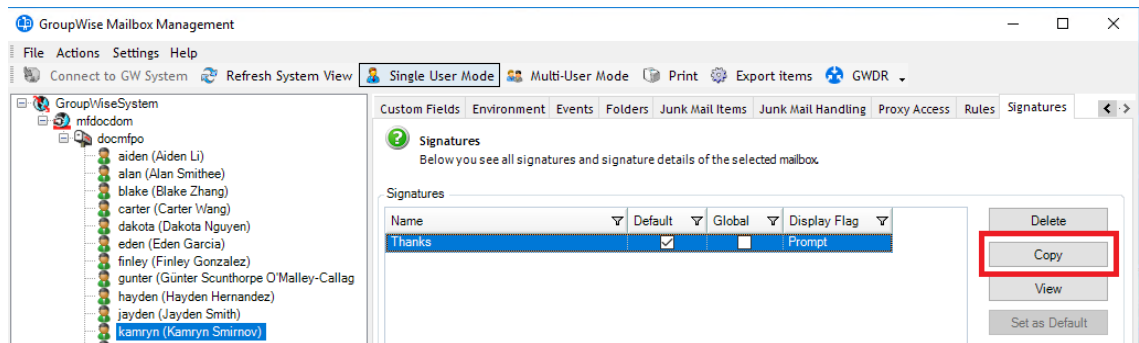 GroupWise Mailbox Management
File Actions Settings Help
Connect to GW System Refresh System View Single User Mode Multi-User Mode Print Export items GWDR
GroupWiseSystem
mfdocdom
docmfpo
aiden (Aiden Li)
alan (Alan Smithee)
blake (Blake Zhang)
carter (Carter Wang)
dakota (Dakota Nguyen)
eden (Eden Garcia)
finley (Finley Gonzalez)
gunter (Günter Scunthorpe O'Malley-Callag
hayden (Hayden Hernandez)
jayden (Jayden Smith)
kamryn (Kamryn Smirnov)
Custom Fields Environment Events Folders Junk Mail Items Junk Mail Handling Proxy Access Rules Signatures
Signatures
Below you see all signatures and signature details of the selected mailbox.
Signatures
Name Default Global Display Flag
Thanks Prompt
Delete
Copy
View
Set as Default